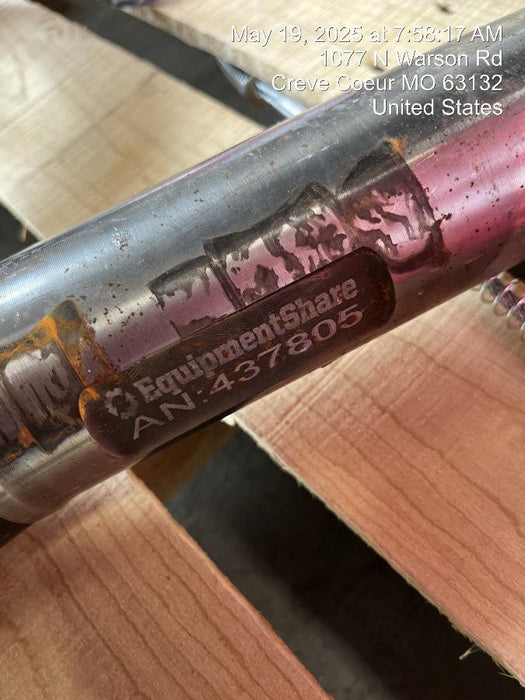 May 19, 2025 at 7:58:17 AM
1077 N Warson Rd
Creve Coeur MO 63132
United States
EquipmentShare
AN:437805